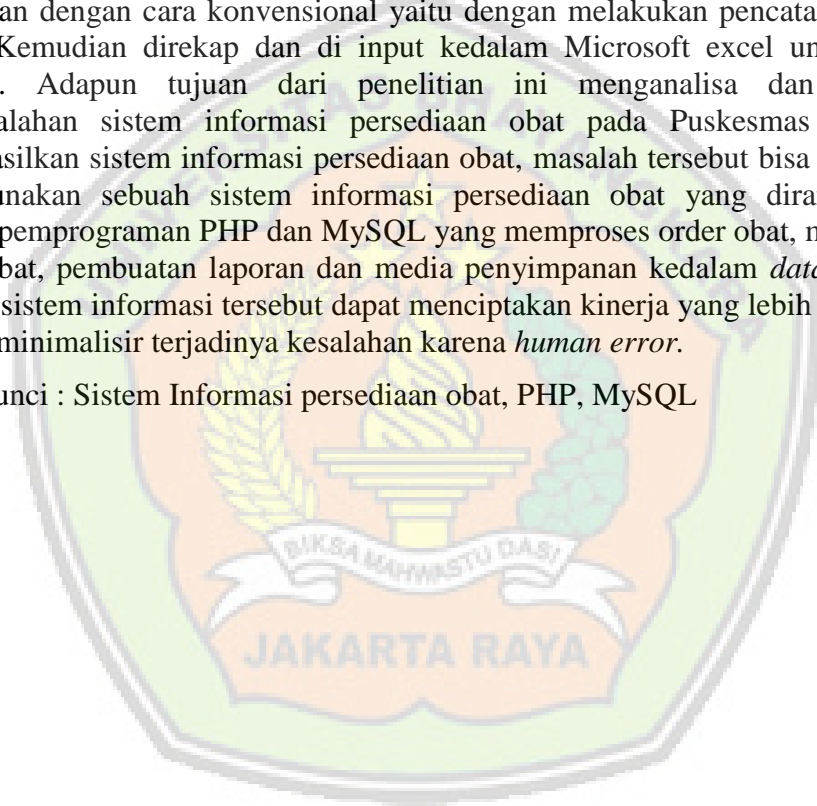 an dengan cara konvensional yaitu dengan melakukan pencata
Kemudian direkap dan di input kedalam Microsoft excel un
. Adapun tujuan dari penelitian ini menganalisa dan
alahan sistem informasi persediaan obat pada Puskesmas
asilkan sistem informasi persediaan obat, masalah tersebut bisa
unakan sebuah sistem informasi persediaan obat yang dira
pemprograman PHP dan MySQL yang memproses order obat, m
bat, pembuatan laporan dan media penyimpanan kedalam data
sistem informasi tersebut dapat menciptakan kinerja yang lebih
minimalisir terjadinya kesalahan karena human error.
unci : Sistem Informasi persediaan obat, PHP, MySQL
UNIVERSITAS BHAYANGKARA
BIKSA MAHWASTU DASI
JAKARTA RAYA